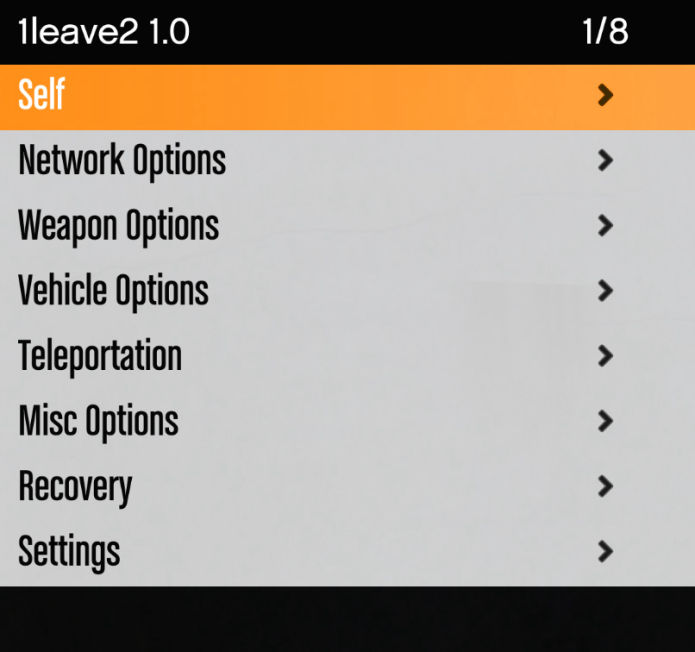 1leave2 1.0 1/8
Self
Network Options
Weapon Options
Vehicle Options
Teleportation
Misc Options
Recovery
Settings